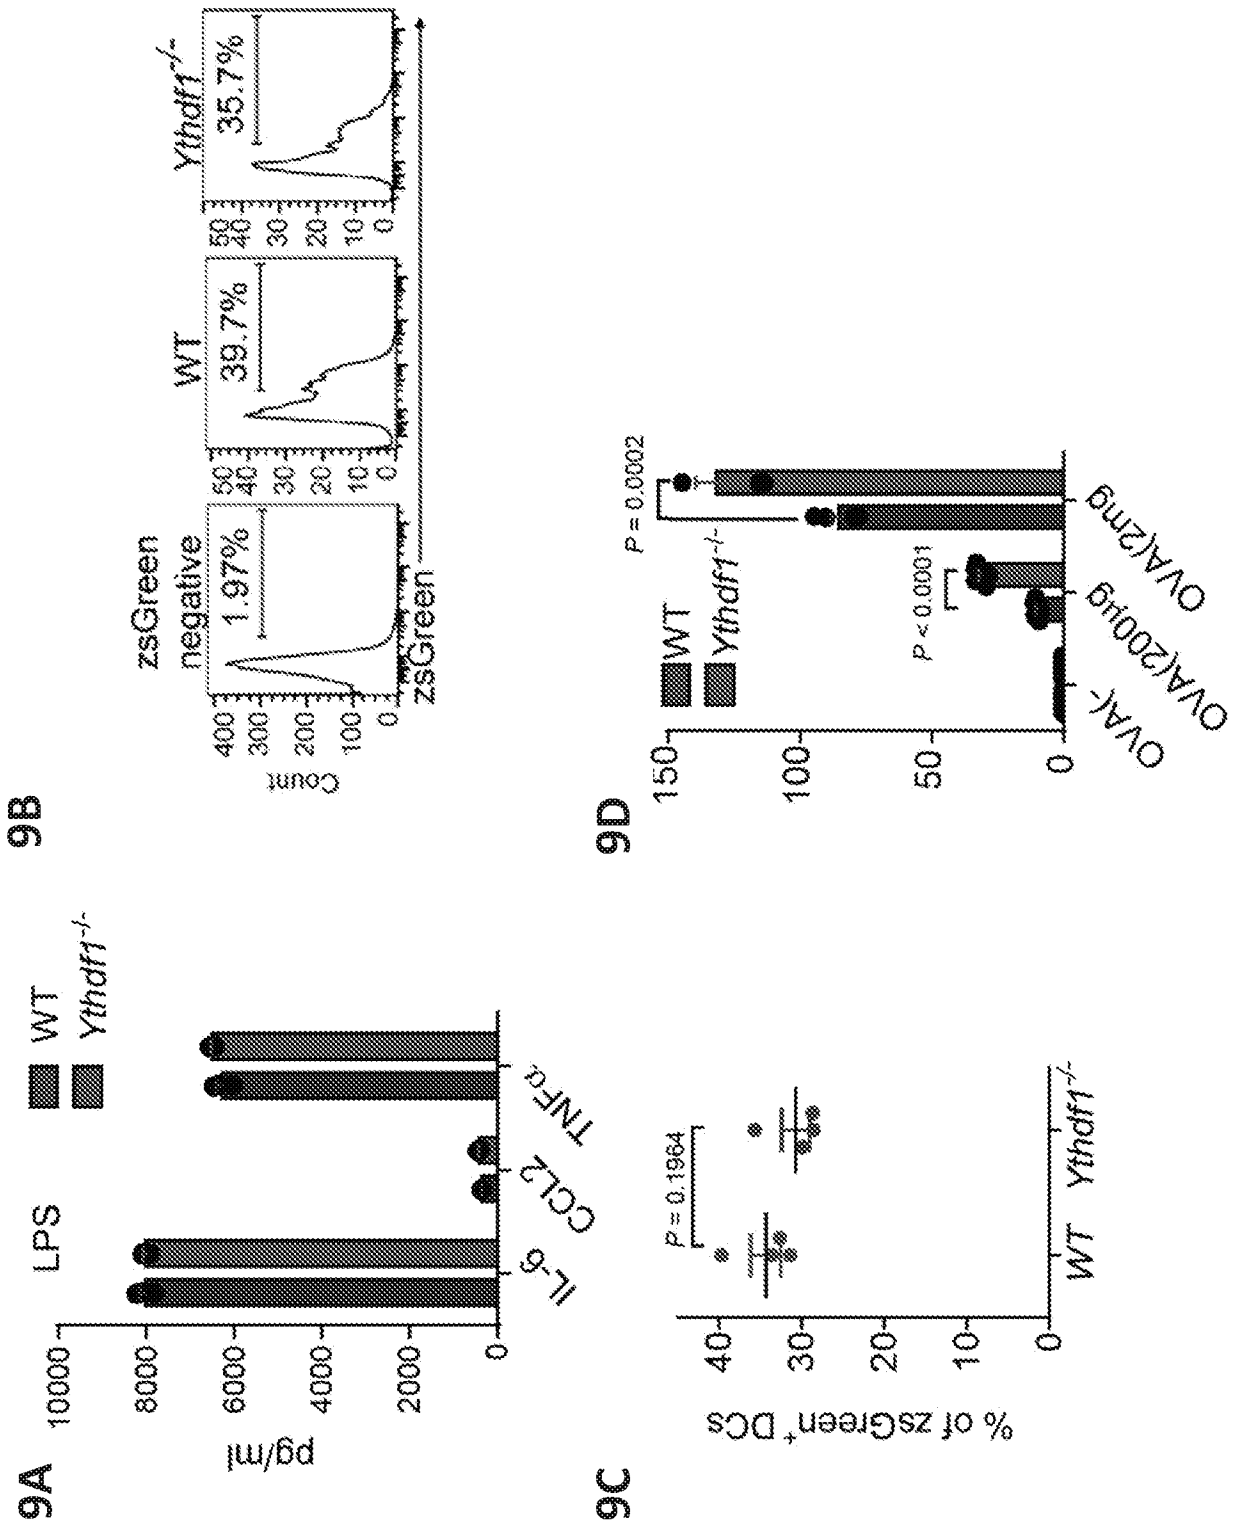 9A
LPS
WT
Ythdf1-/-
pg/ml
10000
8000
6000
4000
2000
0
IL-6
CCL2
TNFα
9B
zsGreen
negative
WT
Ythdf1-/-
Count
400
300
200
100
0
1.97%
50
40
30
20
10
0
39.7%
50
40
30
20
10
0
35.7%
zsGreen
9C
% of zsGreen+ DCs
40
30
20
10
0
P = 0.1964
WT
Ythdf1-/-
9D
WT
Ythdf1-/-
150
100
50
0
P < 0.0001
P = 0.0002
OVA(-
OVA(200µg
OVA(2mg